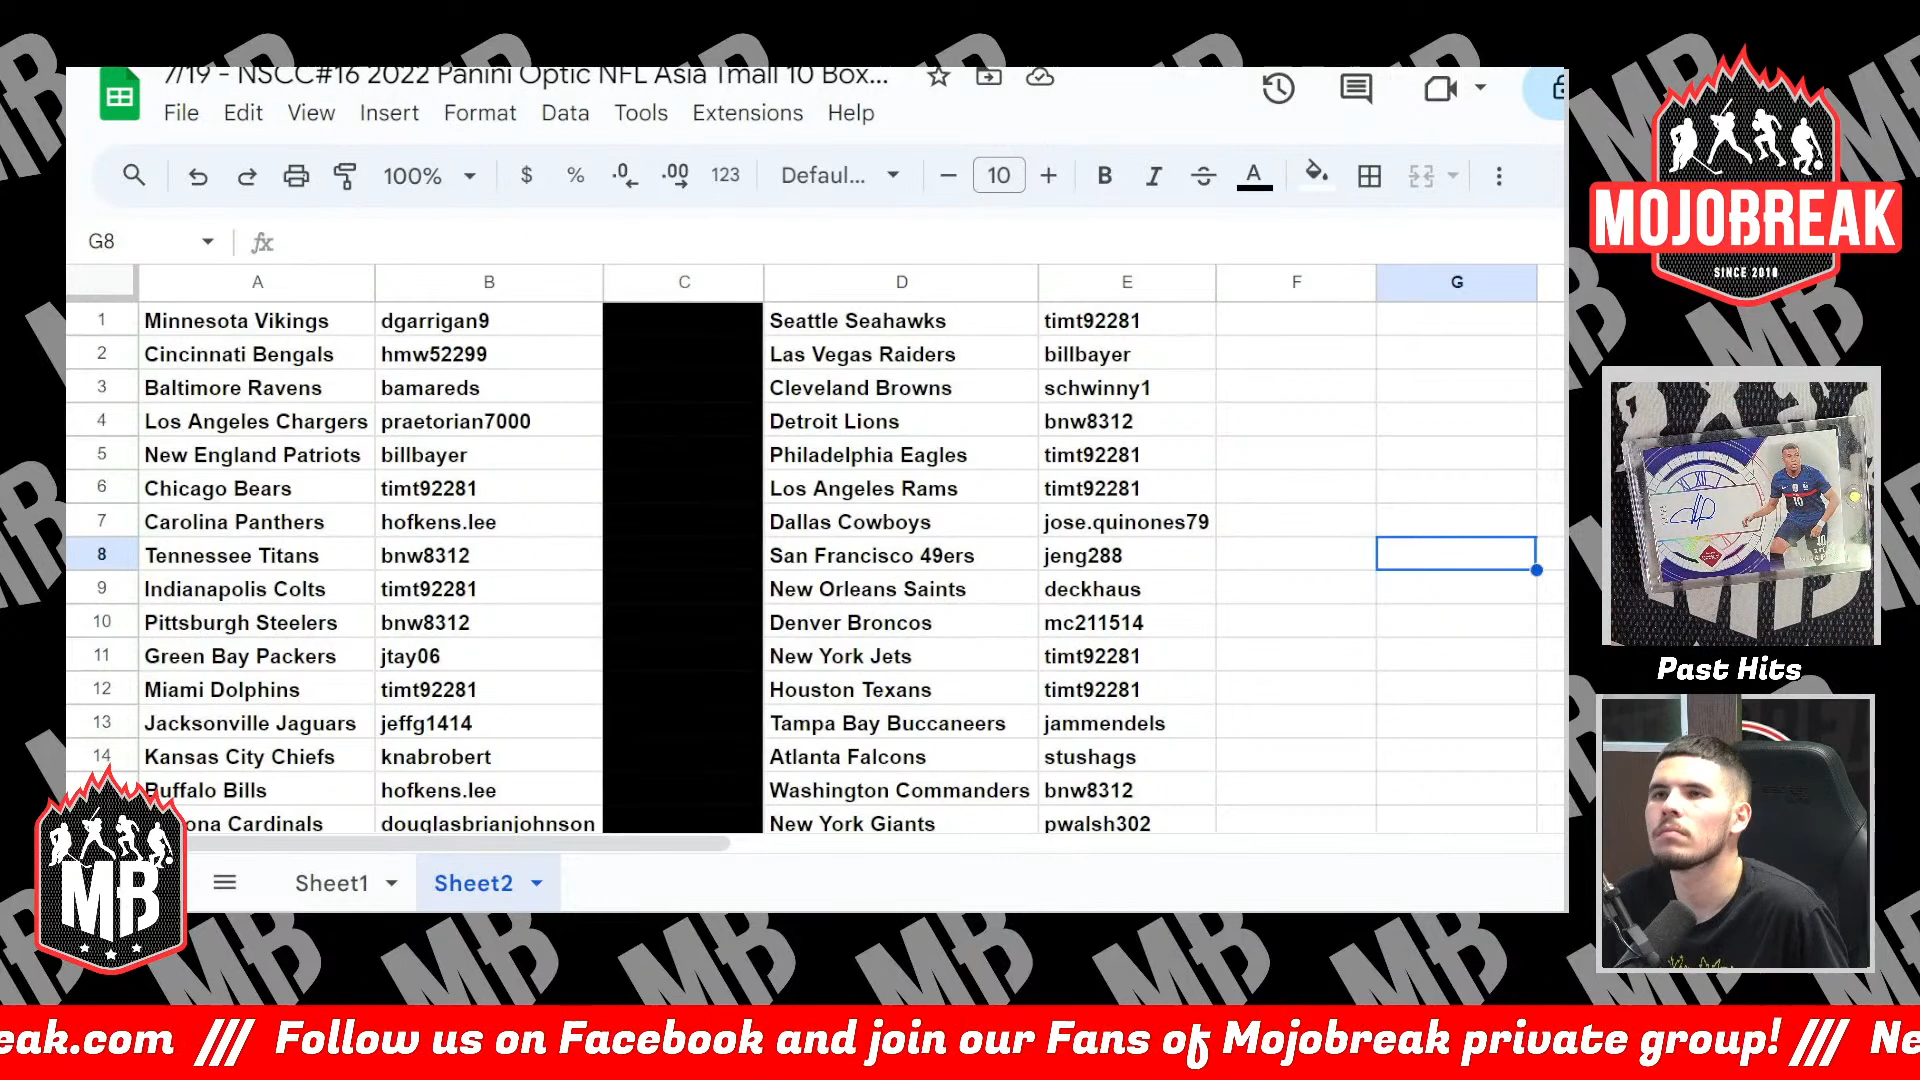 7/19 - NSCC#16 2022 Panini Optic NFL Asia Tmall 10 Box...
File Edit View Insert Format Data Tools Extensions Help
100% $ % .0 .00 123 Defaul... 10 B I A
G8 fx
A B C D E F G
1 Minnesota Vikings dgarrigan9 Seattle Seahawks timt92281
2 Cincinnati Bengals hmw52299 Las Vegas Raiders billbayer
3 Baltimore Ravens bamareds Cleveland Browns schwinny1
4 Los Angeles Chargers praetorian7000 Detroit Lions bnw8312
5 New England Patriots billbayer Philadelphia Eagles timt92281
6 Chicago Bears timt92281 Los Angeles Rams timt92281
7 Carolina Panthers hofkens.lee Dallas Cowboys jose.quinones79
8 Tennessee Titans bnw8312 San Francisco 49ers jeng288
9 Indianapolis Colts timt92281 New Orleans Saints deckhaus
10 Pittsburgh Steelers bnw8312 Denver Broncos mc211514
11 Green Bay Packers jtay06 New York Jets timt92281
12 Miami Dolphins timt92281 Houston Texans timt92281
13 Jacksonville Jaguars jeffg1414 Tampa Bay Buccaneers jammendels
14 Kansas City Chiefs knabrobert Atlanta Falcons stushags
Buffalo Bills hofkens.lee Washington Commanders bnw8312
ona Cardinals douglasbrianjohnson New York Giants pwalsh302
Sheet1 Sheet2
MB
MOJOBREAK
SINCE 2010
Past Hits
eak.com /// Follow us on Facebook and join our Fans of Mojobreak private group! /// Ne